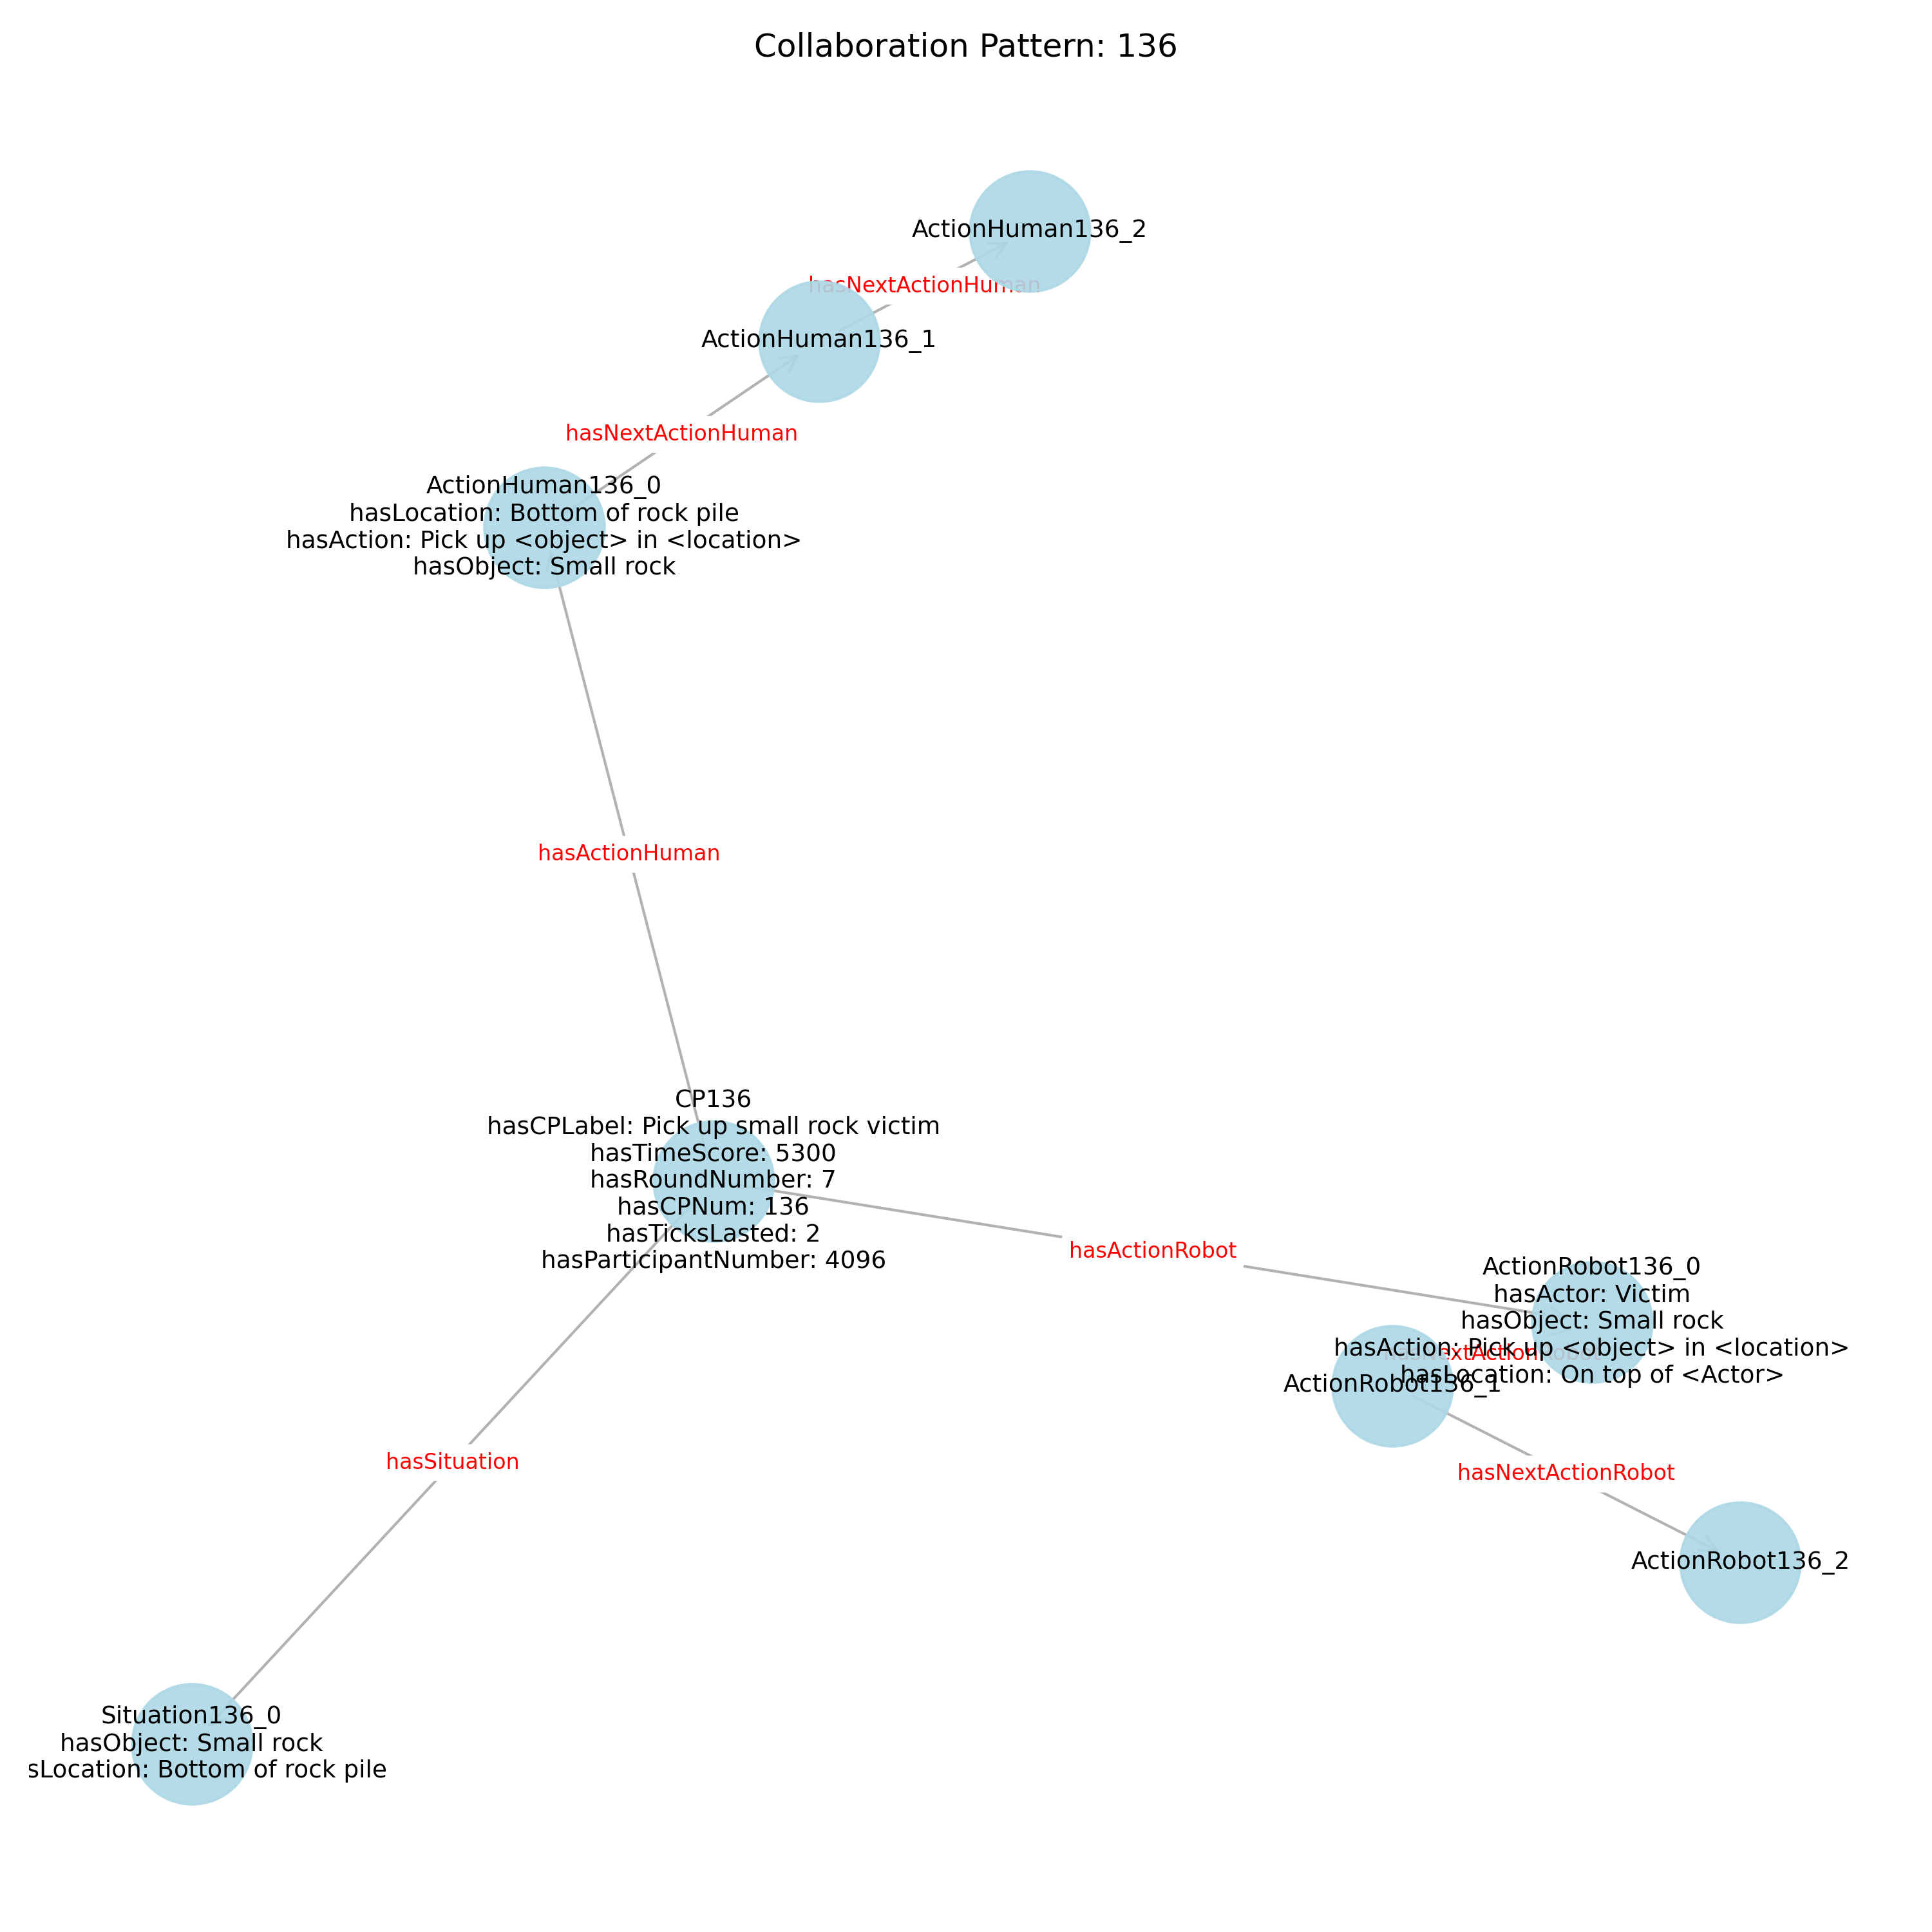 Collaboration Pattern: 136
ActionHuman136_2
hasNextActionHuman
ActionHuman136_1
hasNextActionHuman
ActionHuman136_0
hasLocation: Bottom of rock pile
hasAction: Pick up <object> in <location>
hasObject: Small rock
hasActionHuman
CP136
hasCPLabel: Pick up small rock victim
hasTimeScore: 5300
hasRoundNumber: 7
hasCPNum: 136
hasTicksLasted: 2
hasParticipantNumber: 4096
hasActionRobot
ActionRobot136_0
hasActor: Victim
hasObject: Small rock
hasAction: Pick up <object> in <location>
hasLocation: On top of <Actor>
hasNextActionRobot
ActionRobot136_1
hasSituation
hasNextActionRobot
ActionRobot136_2
Situation136_0
hasObject: Small rock
sLocation: Bottom of rock pile